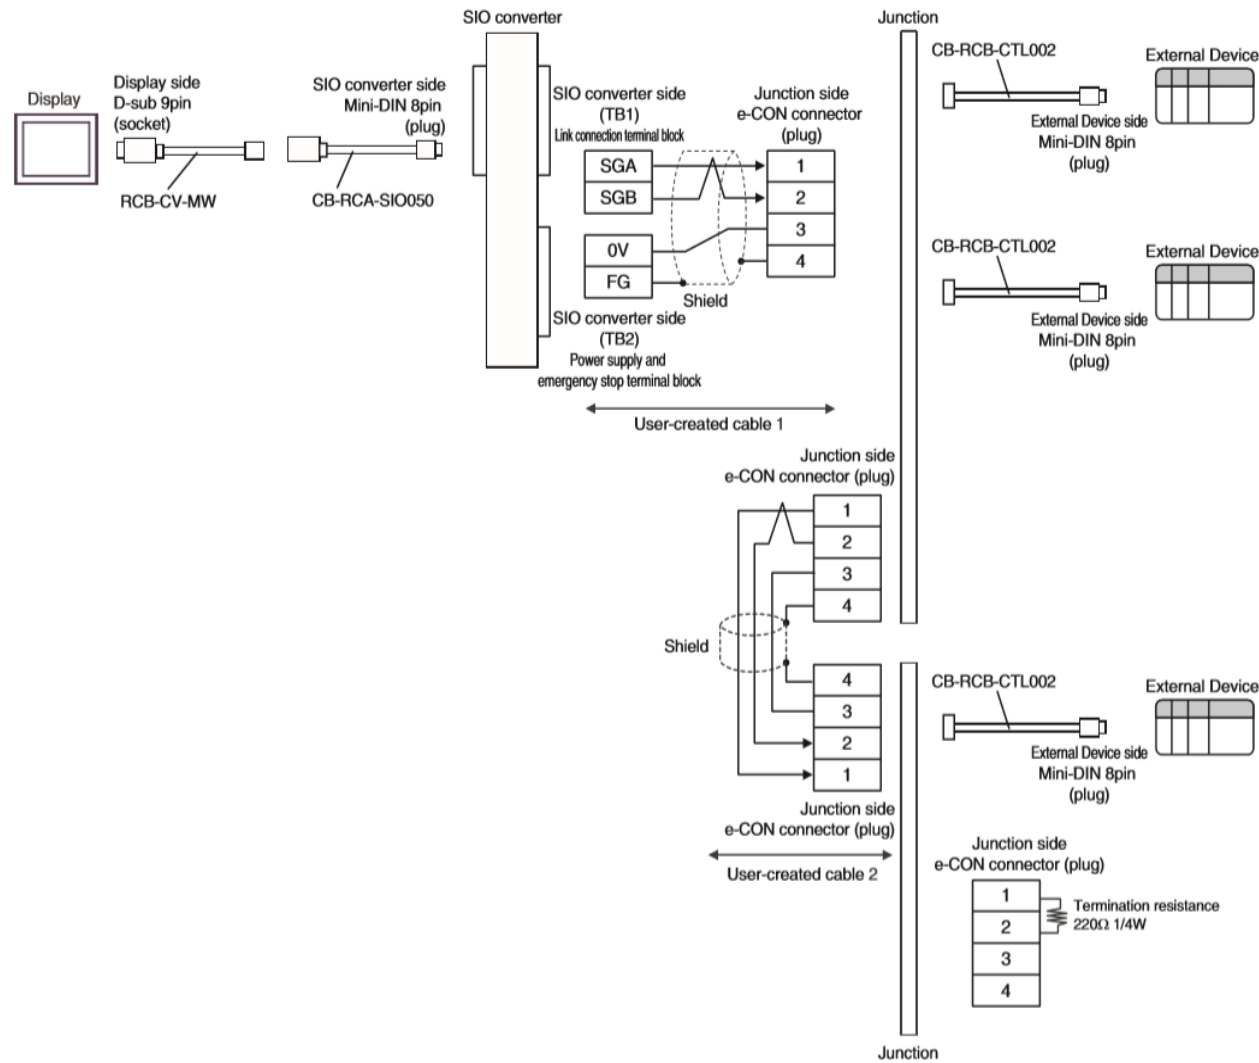 SIO converter
Junction
Display
Display side
D-sub 9pin
(socket)
RCB-CV-MW
SIO converter side
Mini-DIN 8pin
(plug)
CB-RCA-SIO050
SIO converter side
(TB1)
Link connection terminal block
SGA
SGB
0V
FG
Shield
SIO converter side
(TB2)
Power supply and
emergency stop terminal block
Junction side
e-CON connector
(plug)
1
2
3
4
User-created cable 1
CB-RCB-CTL002
External Device
External Device side
Mini-DIN 8pin
(plug)
CB-RCB-CTL002
External Device
External Device side
Mini-DIN 8pin
(plug)
Junction side
e-CON connector (plug)
1
2
3
4
Shield
4
3
2
1
Junction side
e-CON connector (plug)
User-created cable 2
CB-RCB-CTL002
External Device
External Device side
Mini-DIN 8pin
(plug)
Junction side
e-CON connector (plug)
1
2
3
4
Termination resistance
220Ω 1/4W
Junction